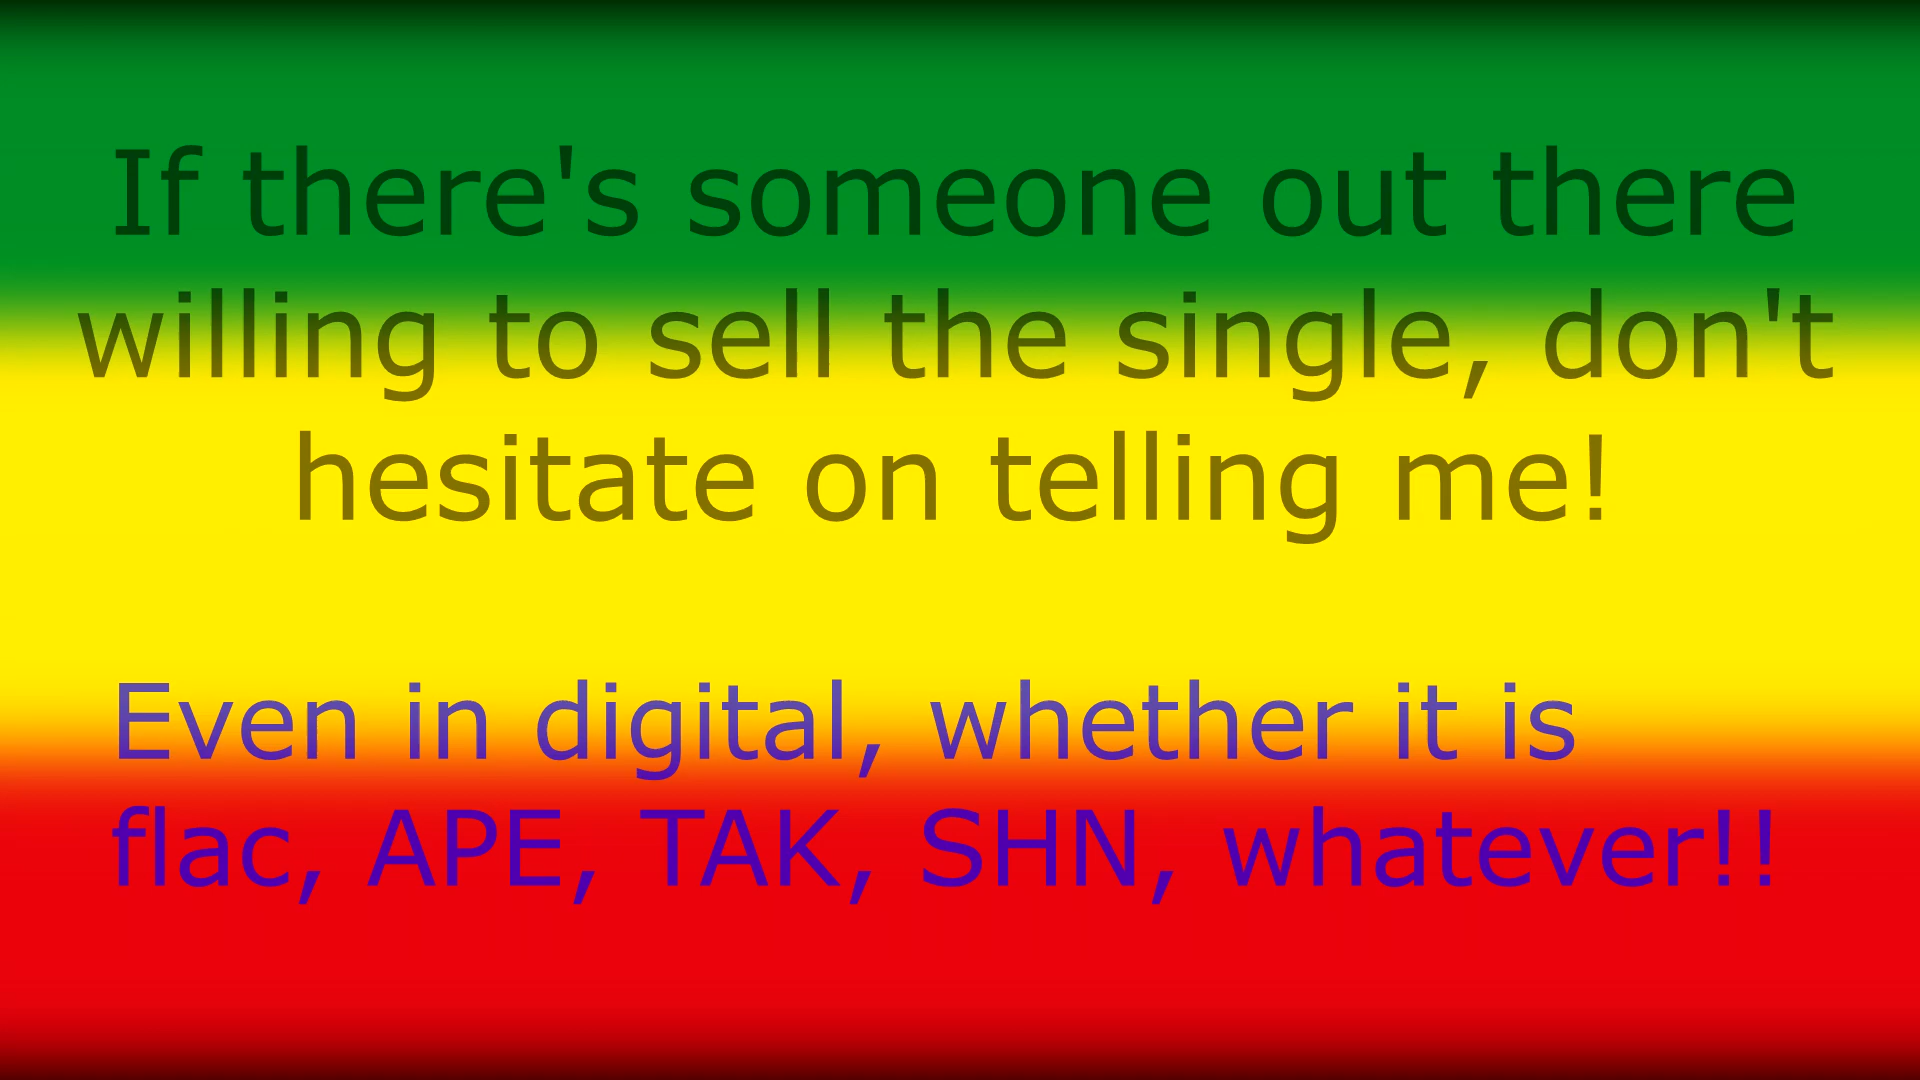 If there's someone out there
willing to sell the single, don't
hesitate on telling me!
Even in digital, whether it is
flac, APE, TAK, SHN, whatever!!